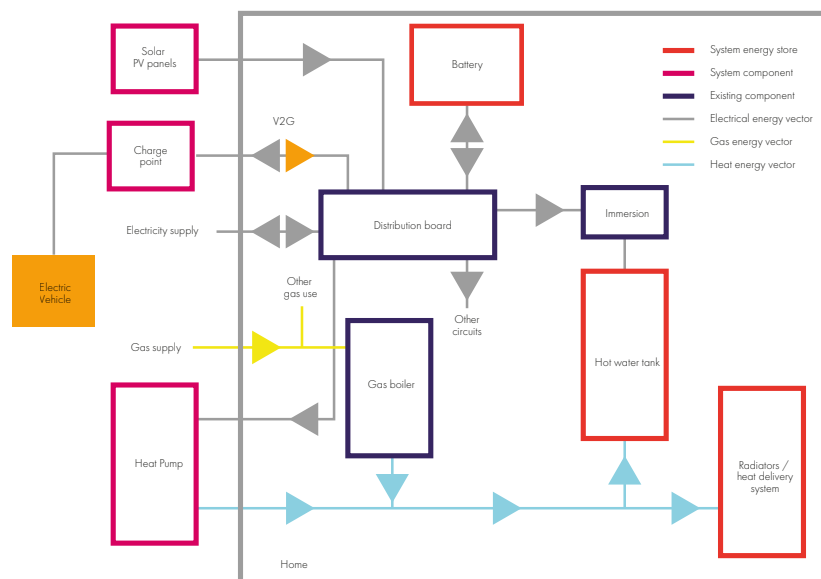 Solar
PV panels
Battery
System energy store
System component
Existing component
Electrical energy vector
Gas energy vector
Heat energy vector
V2G
Charge
point
Distribution board
Immersion
Electricity supply
Electric
Vehicle
Other
gas use
Other
circuits
Gas supply
Gas boiler
Hot water tank
Heat Pump
Radiators /
heat delivery
system
Home